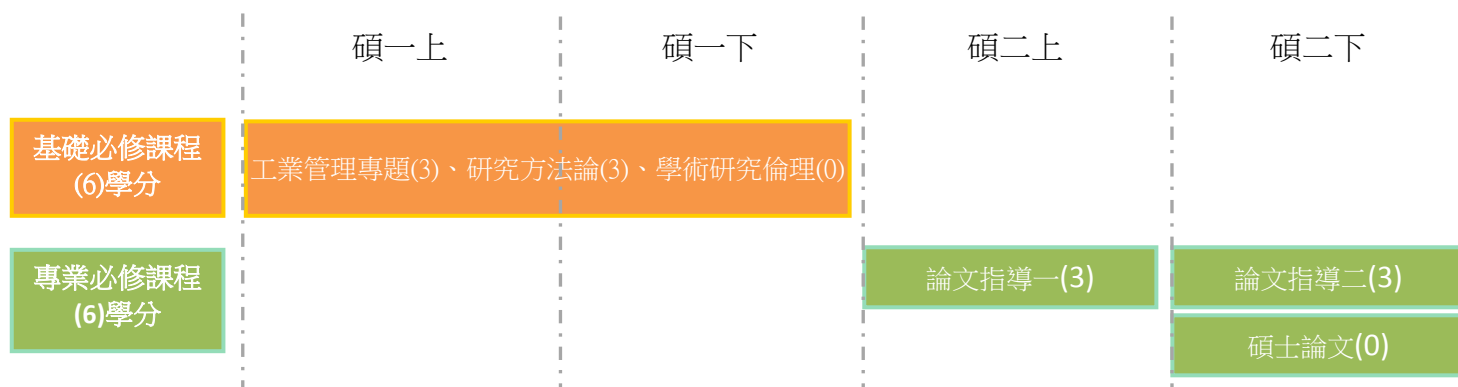 碩一上
碩一下
碩二上
碩二下
基礎必修課程
(6)學分
工業管理專題(3)、研究方法論(3)、學術研究倫理(0)
專業必修課程
(6)學分
論文指導一(3)
論文指導二(3)
碩士論文(0)